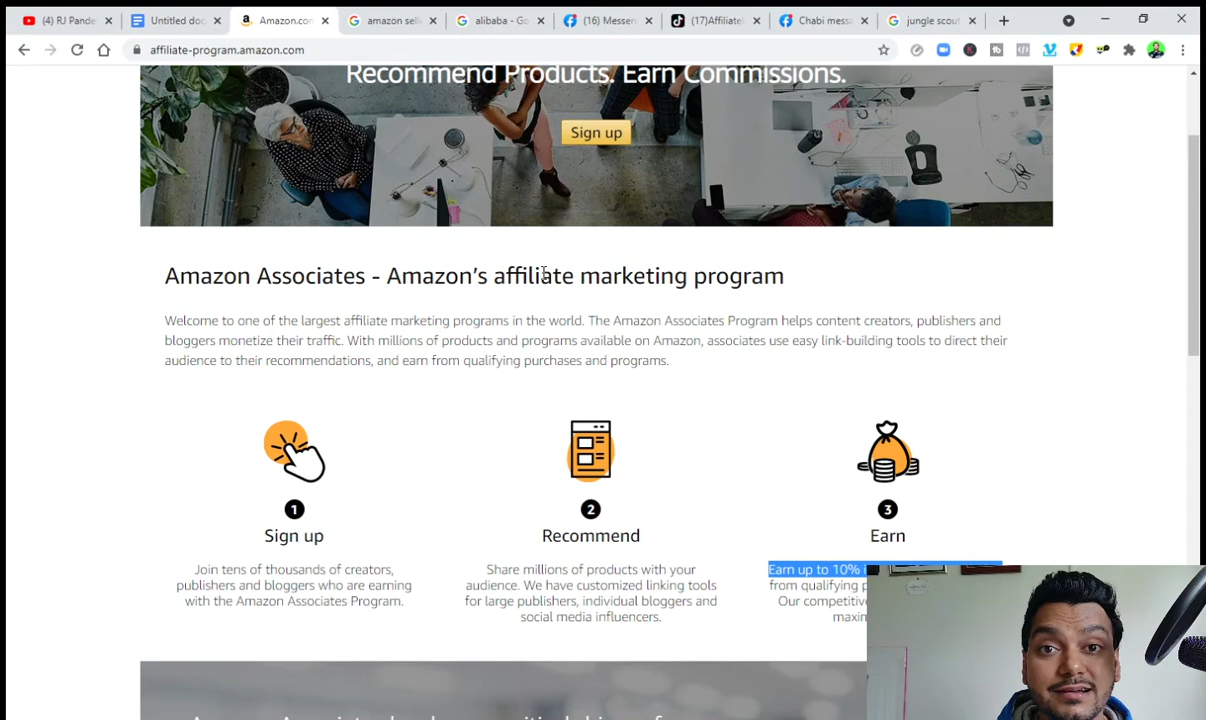 (4) RJ Pande
Untitled doc
Amazon.com
amazon sell
alibaba - Go
(16) Messen
(17)Affiliate
Chabi mess
jungle scout
affiliate-program.amazon.com
Recommend Products. Earn Commissions.
Sign up
Amazon Associates - Amazon's affiliate marketing program
Welcome to one of the largest affiliate marketing programs in the world. The Amazon Associates Program helps content creators, publishers and
bloggers monetize their traffic. With millions of products and programs available on Amazon, associates use easy link-building tools to direct their
audience to their recommendations, and earn from qualifying purchases and programs.
1
Sign up
Join tens of thousands of creators,
publishers and bloggers who are earning
with the Amazon Associates Program.
2
Recommend
Share millions of products with your
audience. We have customized linking tools
for large publishers, individual bloggers and
social media influencers.
3
Earn
Earn up to 10%
from qualifying
Our competitive